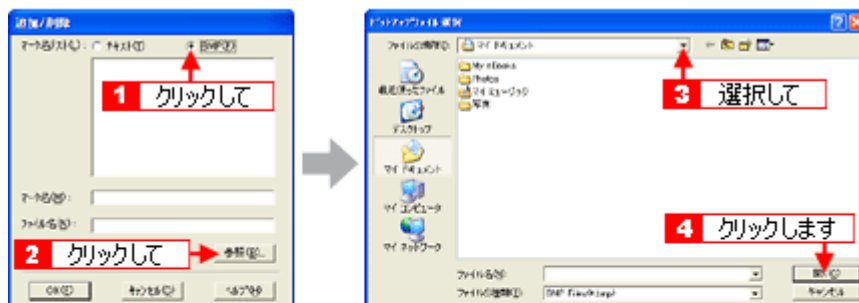 追加/削除
マーク名リスト(L): テキスト(T) BMP(P)
1 クリックして
マーク名(M):
ファイル名(N):
2 クリックして
参照(B)...
OK(O) キャンセル(C) ヘルプ(H)
ビットマップファイル選択
ファイルの場所(I): マイ ドキュメント
最近使ったファイル
デスクトップ
マイ ドキュメント
マイ コンピュータ
マイ ネットワーク
My eBooks
Photos
マイ ミュージック
写真
3 選択して
4 クリックします
ファイル名(N): 開く(O)
ファイルの種類(T): キャンセル